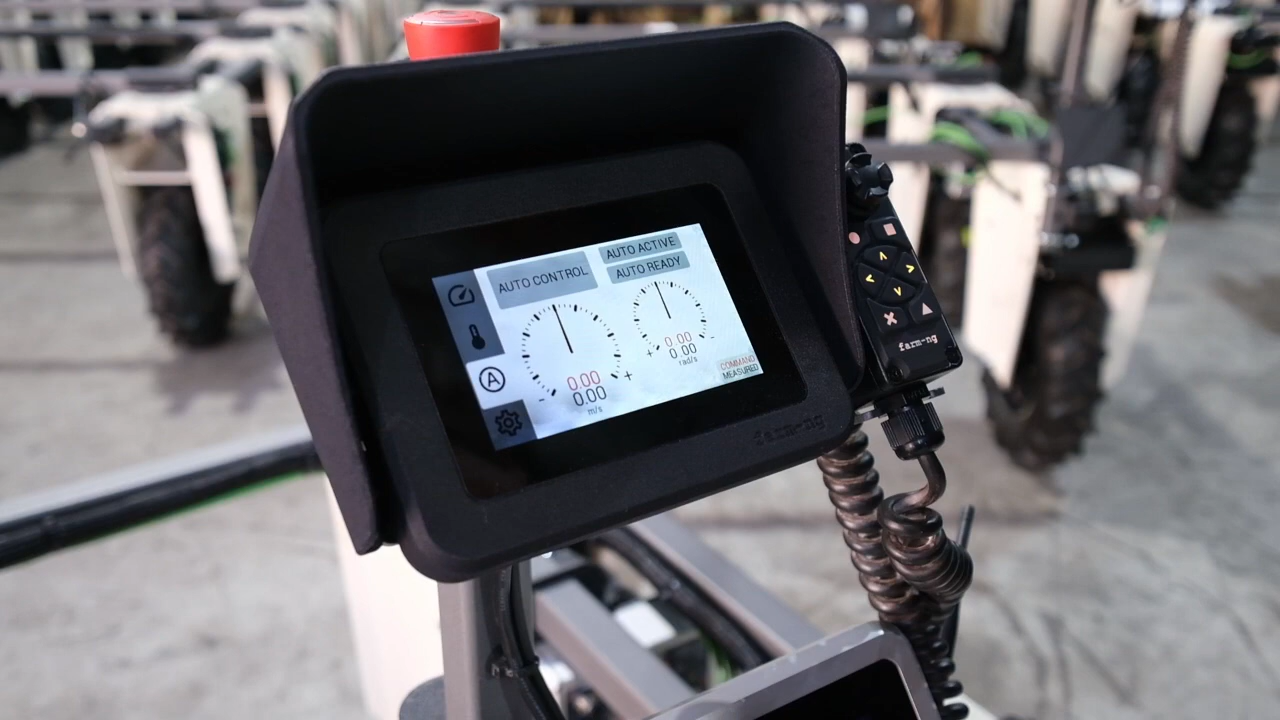 AUTO CONTROL
AUTO ACTIVE
AUTO READY
A
0.00
0.00
m/s
- +
0.00
0.00
rad/s
+
COMMAND
MEASURED
farm-ng
farm-ng